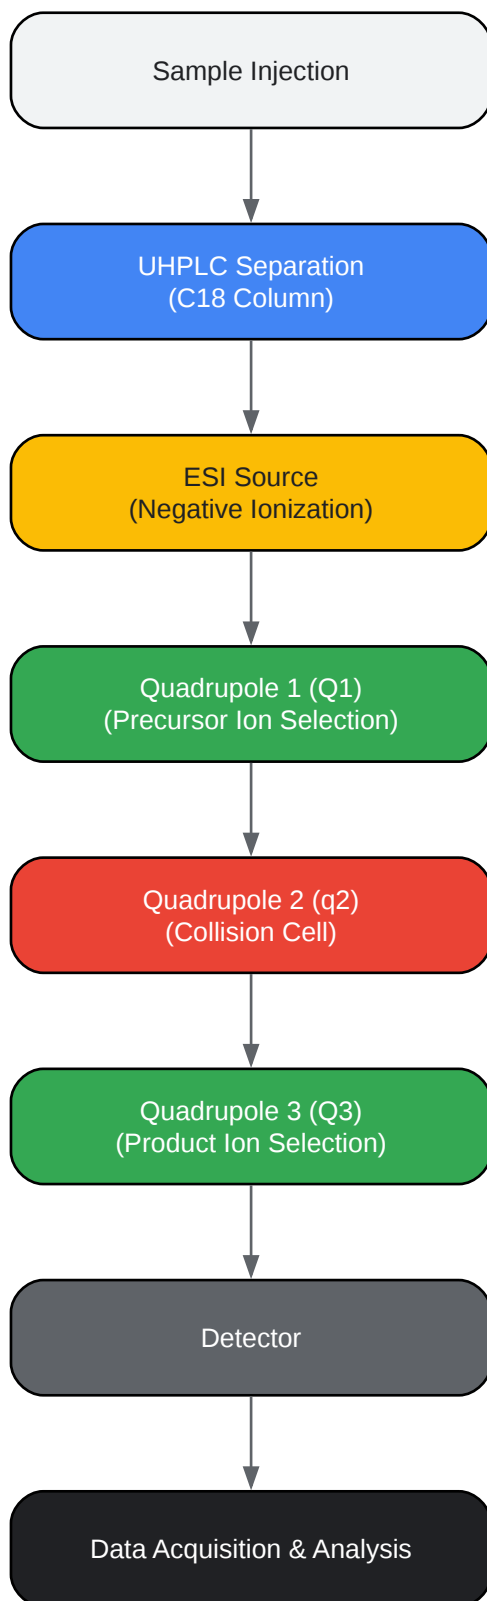 Sample Injection
UHPLC Separation
(C18 Column)
ESI Source
(Negative Ionization)
Quadrupole 1 (Q1)
(Precursor Ion Selection)
Quadrupole 2 (q2)
(Collision Cell)
Quadrupole 3 (Q3)
(Product Ion Selection)
Detector
Data Acquisition & Analysis